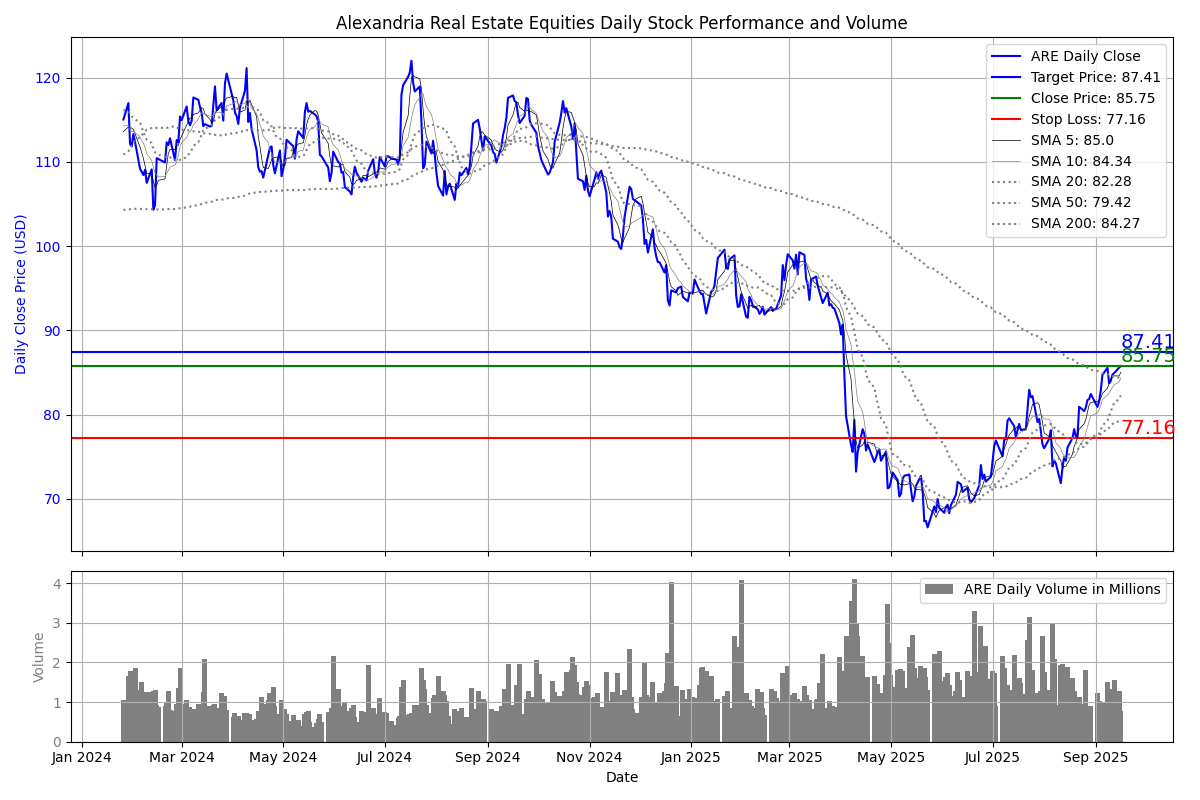 Alexandria Real Estate Equities Daily Stock Performance and Volume
Daily Close Price (USD)
120
110
100
90
80
70
ARE Daily Close
Target Price: 87.41
Close Price: 85.75
Stop Loss: 77.16
SMA 5: 85.0
SMA 10: 84.34
SMA 20: 82.28
SMA 50: 79.42
SMA 200: 84.27
87.41
85.75
77.16
Volume
4
3
2
1
0
ARE Daily Volume in Millions
Jan 2024 Mar 2024 May 2024 Jul 2024 Sep 2024 Nov 2024 Jan 2025 Mar 2025 May 2025 Jul 2025 Sep 2025
Date